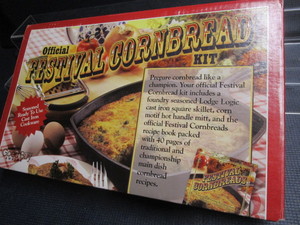 Official
FESTIVAL CORNBREAD
KIT
Seasoned
Ready To Use
Cast Iron
Cookware
Prepare cornbread like a
champion. Your official Festival
Cornbread kit includes a
foundry seasoned Lodge Logic
cast iron square skillet, corn
motif hot handle mitt, and the
official Festival Cornbreads
recipe book packed
with 40 pages of
traditional and
championship
main dish
cornbread
recipes.
FESTIVAL
CORNBREADS